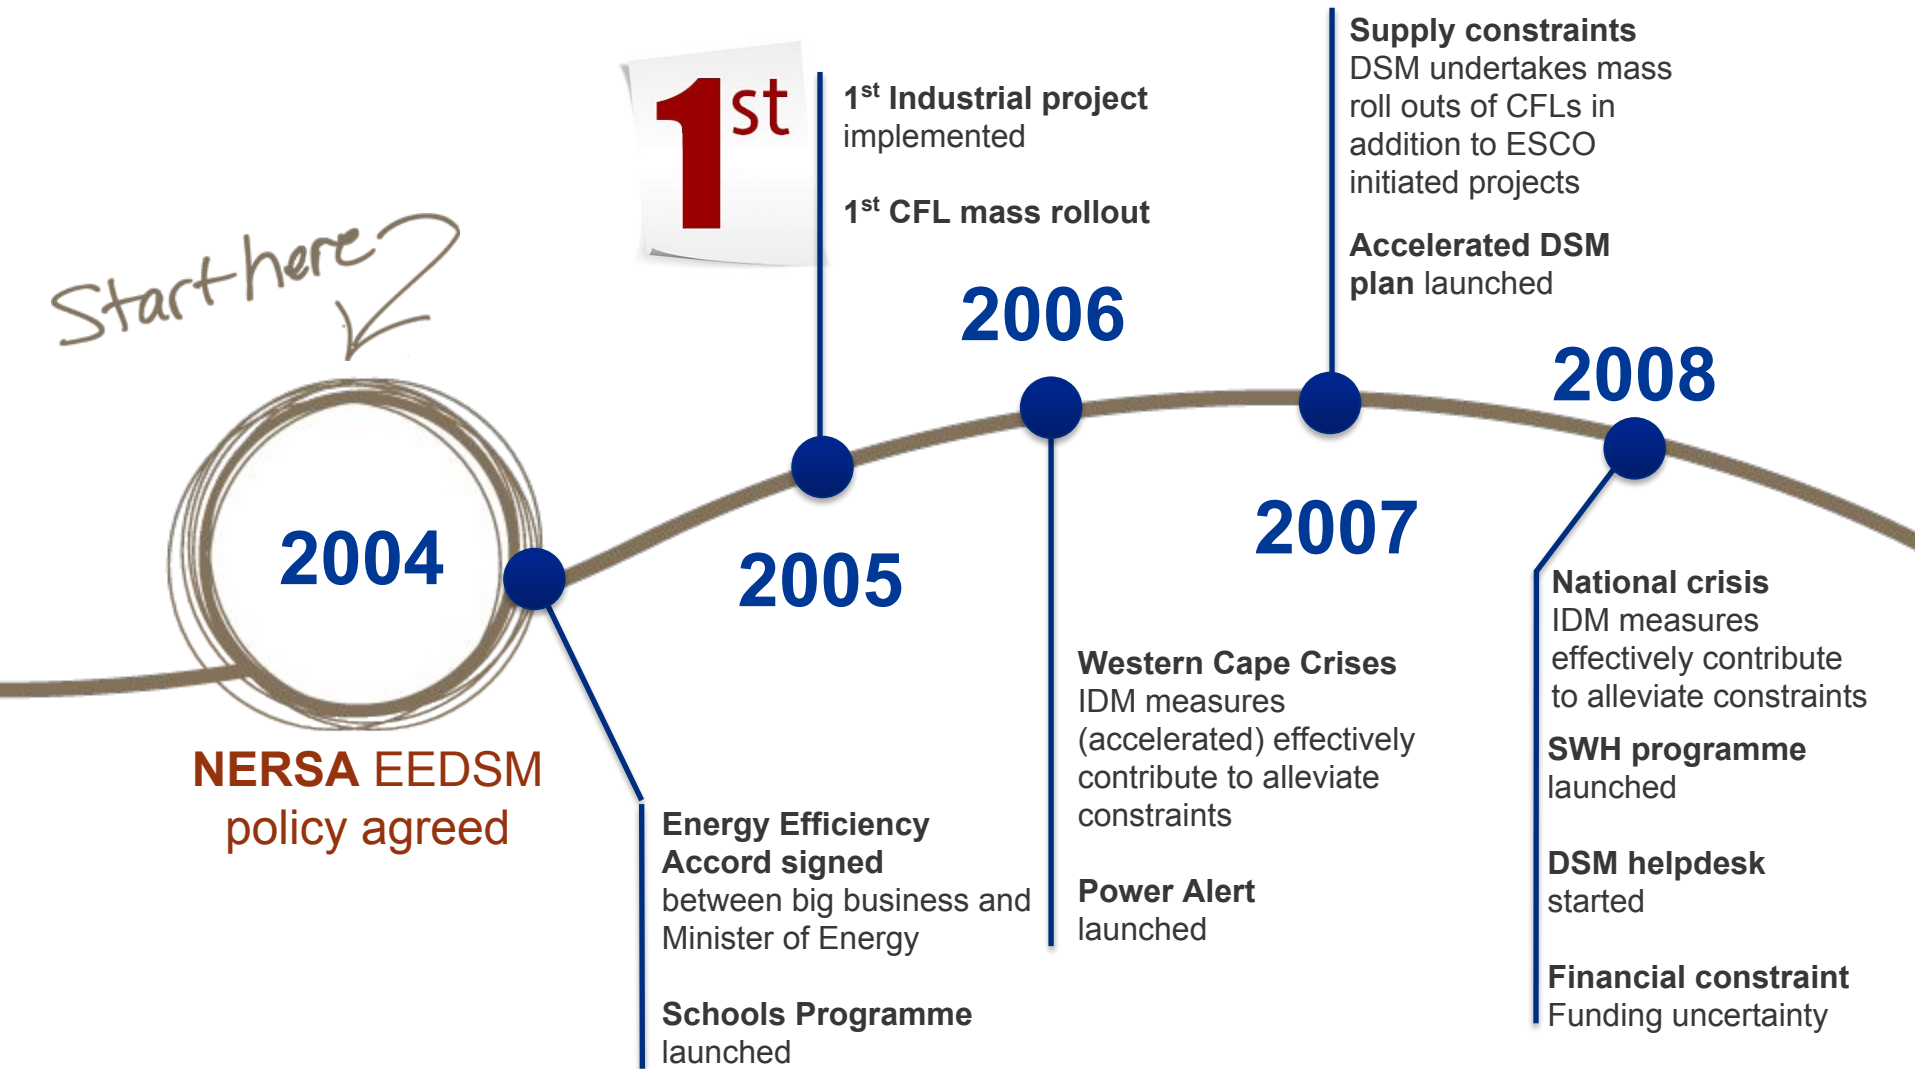 Start here
2004
NERSA EEDSM
policy agreed
Energy Efficiency
Accord signed
between big business and
Minister of Energy
Schools Programme
launched
1st
1st Industrial project
implemented
1st CFL mass rollout
2005
2006
Western Cape Crises
IDM measures
(accelerated) effectively
contribute to alleviate
constraints
Power Alert
launched
Supply constraints
DSM undertakes mass
roll outs of CFLs in
addition to ESCO
initiated projects
Accelerated DSM
plan launched
2007
2008
National crisis
IDM measures
effectively contribute
to alleviate constraints
SWH programme
launched
DSM helpdesk
started
Financial constraint
Funding uncertainty